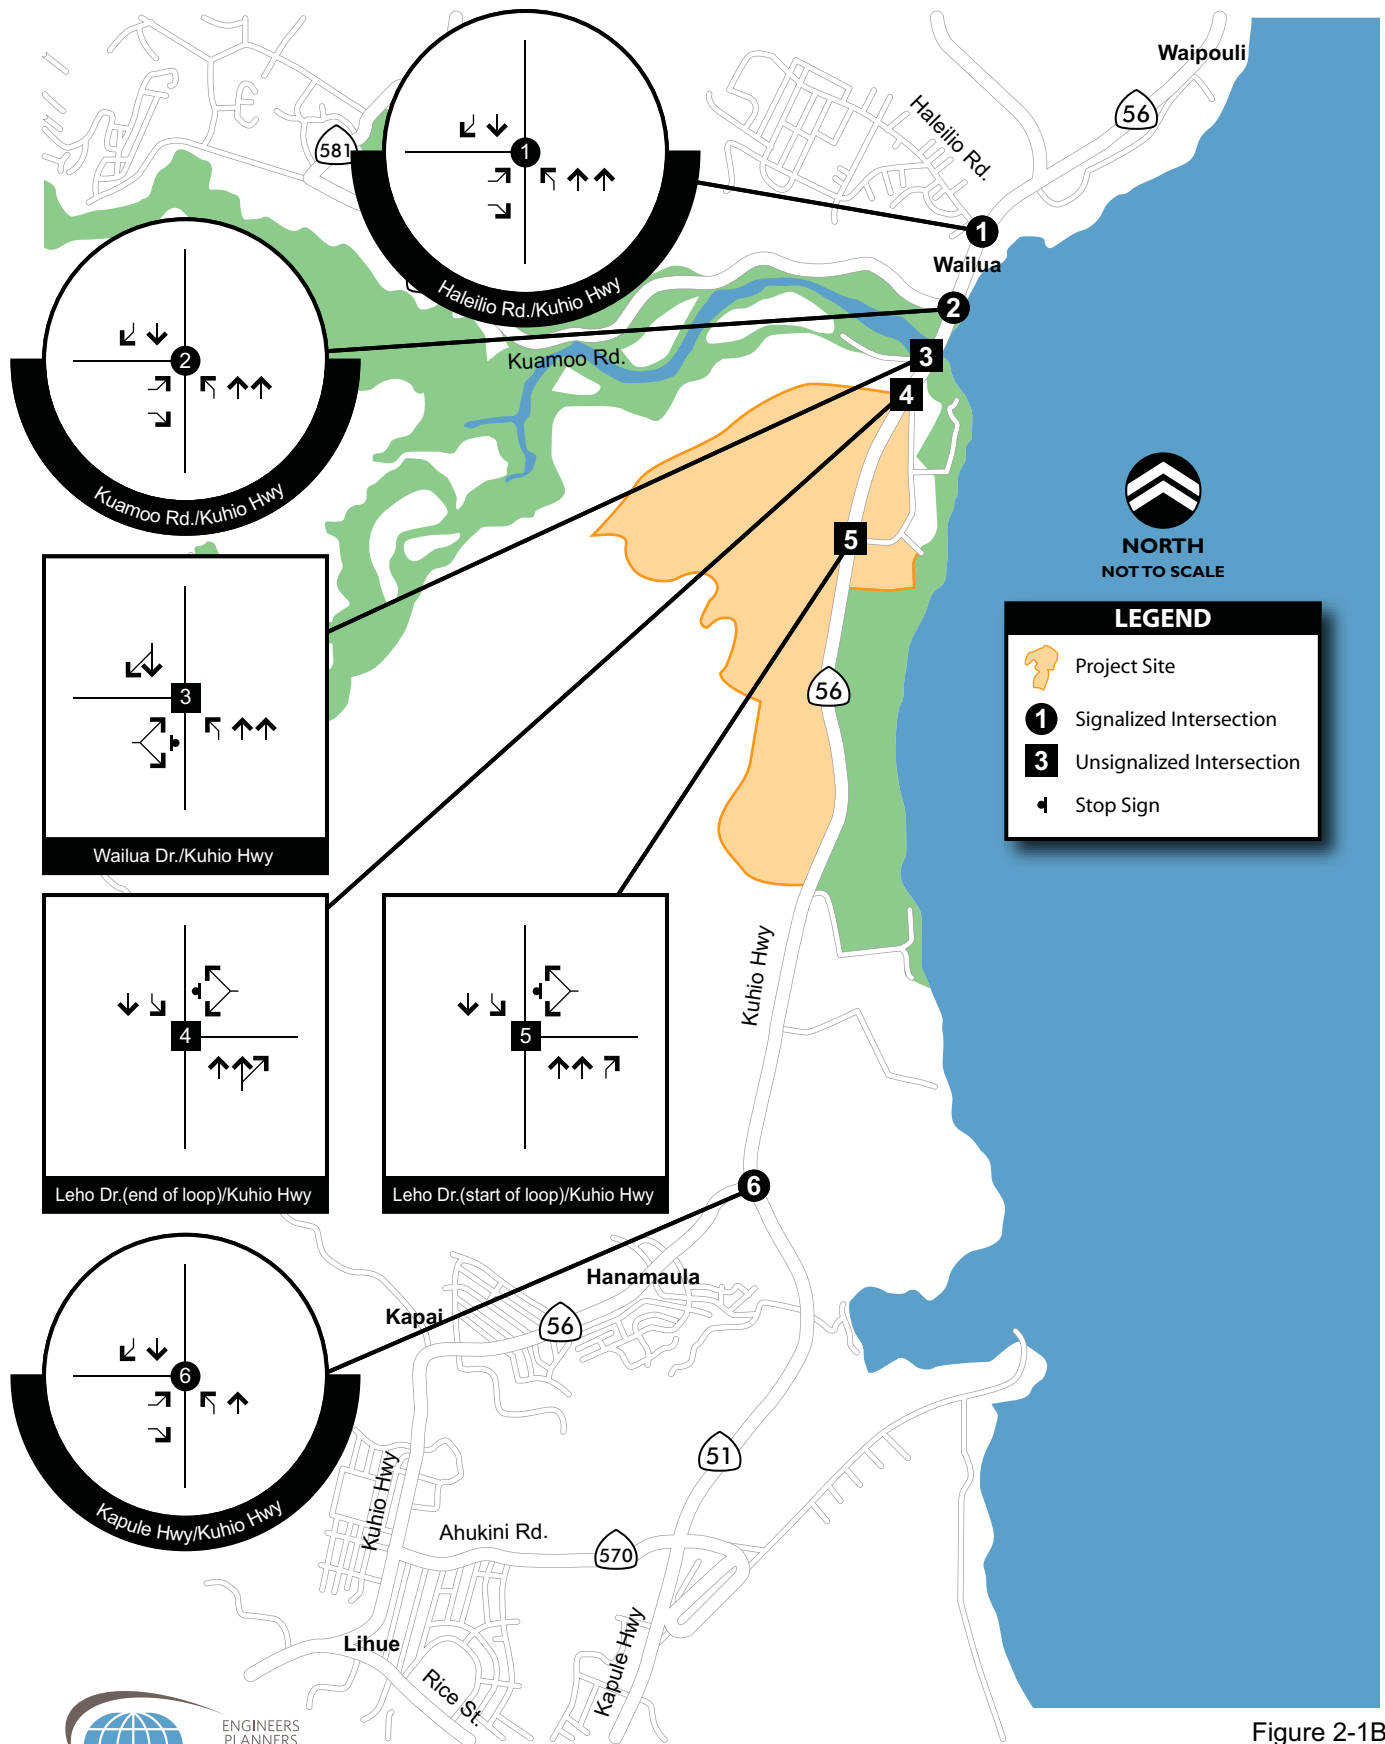 Waipouli
56
Haleilio Rd.
581
1
Haleilio Rd./Kuhio Hwy
1
Wailua
2
3
4
Kuamoo Rd.
2
Kuamoo Rd./Kuhio Hwy
5
NORTH
NOT TO SCALE
LEGEND
Project Site
1 Signalized Intersection
3 Unsignalized Intersection
Stop Sign
56
3
Wailua Dr./Kuhio Hwy
Kuhio Hwy
4
Leho Dr.(end of loop)/Kuhio Hwy
5
Leho Dr.(start of loop)/Kuhio Hwy
6
Hanamaula
Kapai
56
6
Kapule Hwy/Kuhio Hwy
51
Kuhio Hwy
Ahukini Rd.
570
Kapule Hwy
Lihue
Rice St.
ENGINEERS
PLANNERS
Figure 2-1B